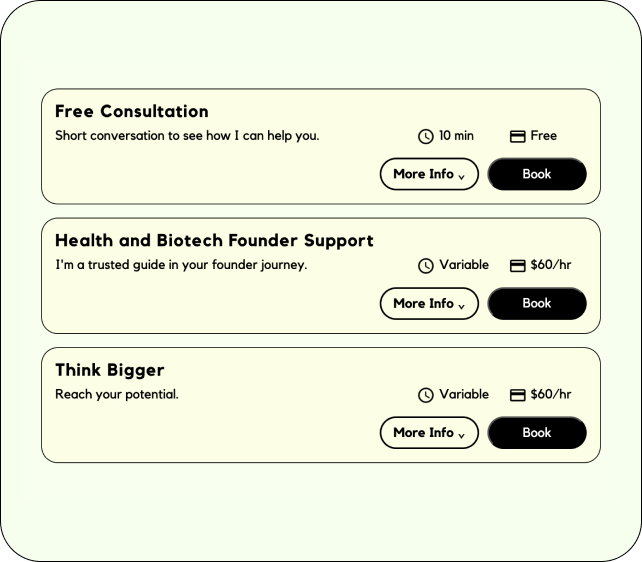 Free Consultation
Short conversation to see how I can help you.
10 min
Free
More Info
Book
Health and Biotech Founder Support
I'm a trusted guide in your founder journey.
Variable
$60/hr
More Info
Book
Think Bigger
Reach your potential.
Variable
$60/hr
More Info
Book